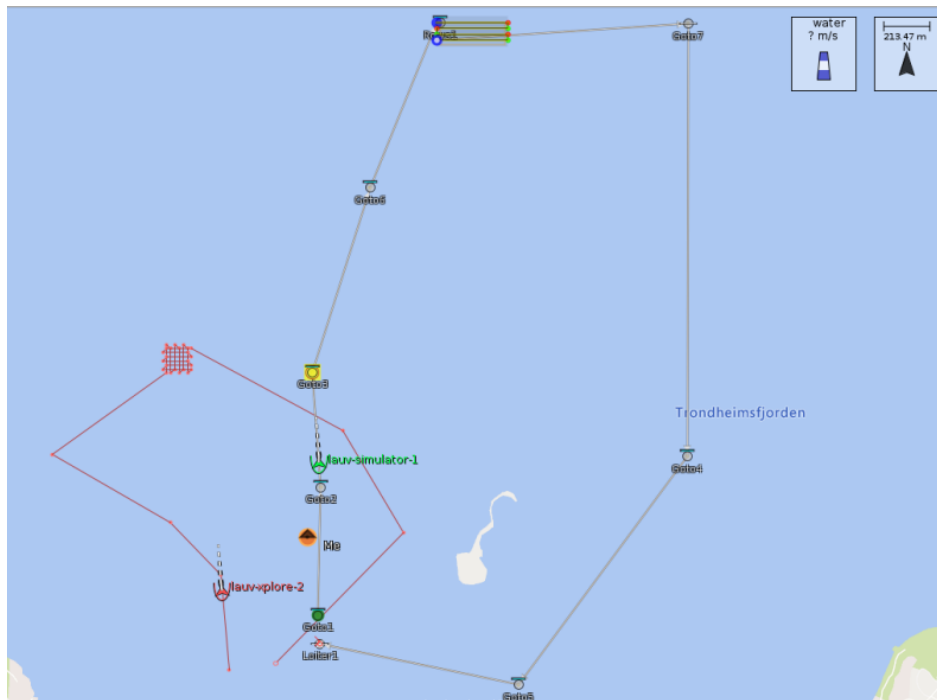 water
? m/s
213.47 m
N
Goto7
Goto6
Goto3
Trondheimsfjorden
lauv-simulator-1
Goto4
Goto2
Me
lauv-xplore-2
Goto1
Loiter1
Goto5